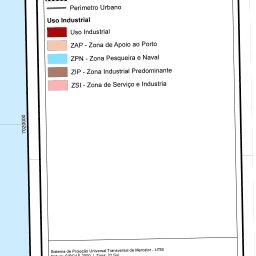 Perímetro Urbano
Uso Industrial
Uso Industrial
ZAP - Zona de Apoio ao Porto
ZPN - Zona Pesqueira e Naval
ZIP - Zona Industrial Predominante
ZSI - Zona de Serviço e Industria
7020000
Sistema de Projeção Universal Transversal de Mercator - UTM